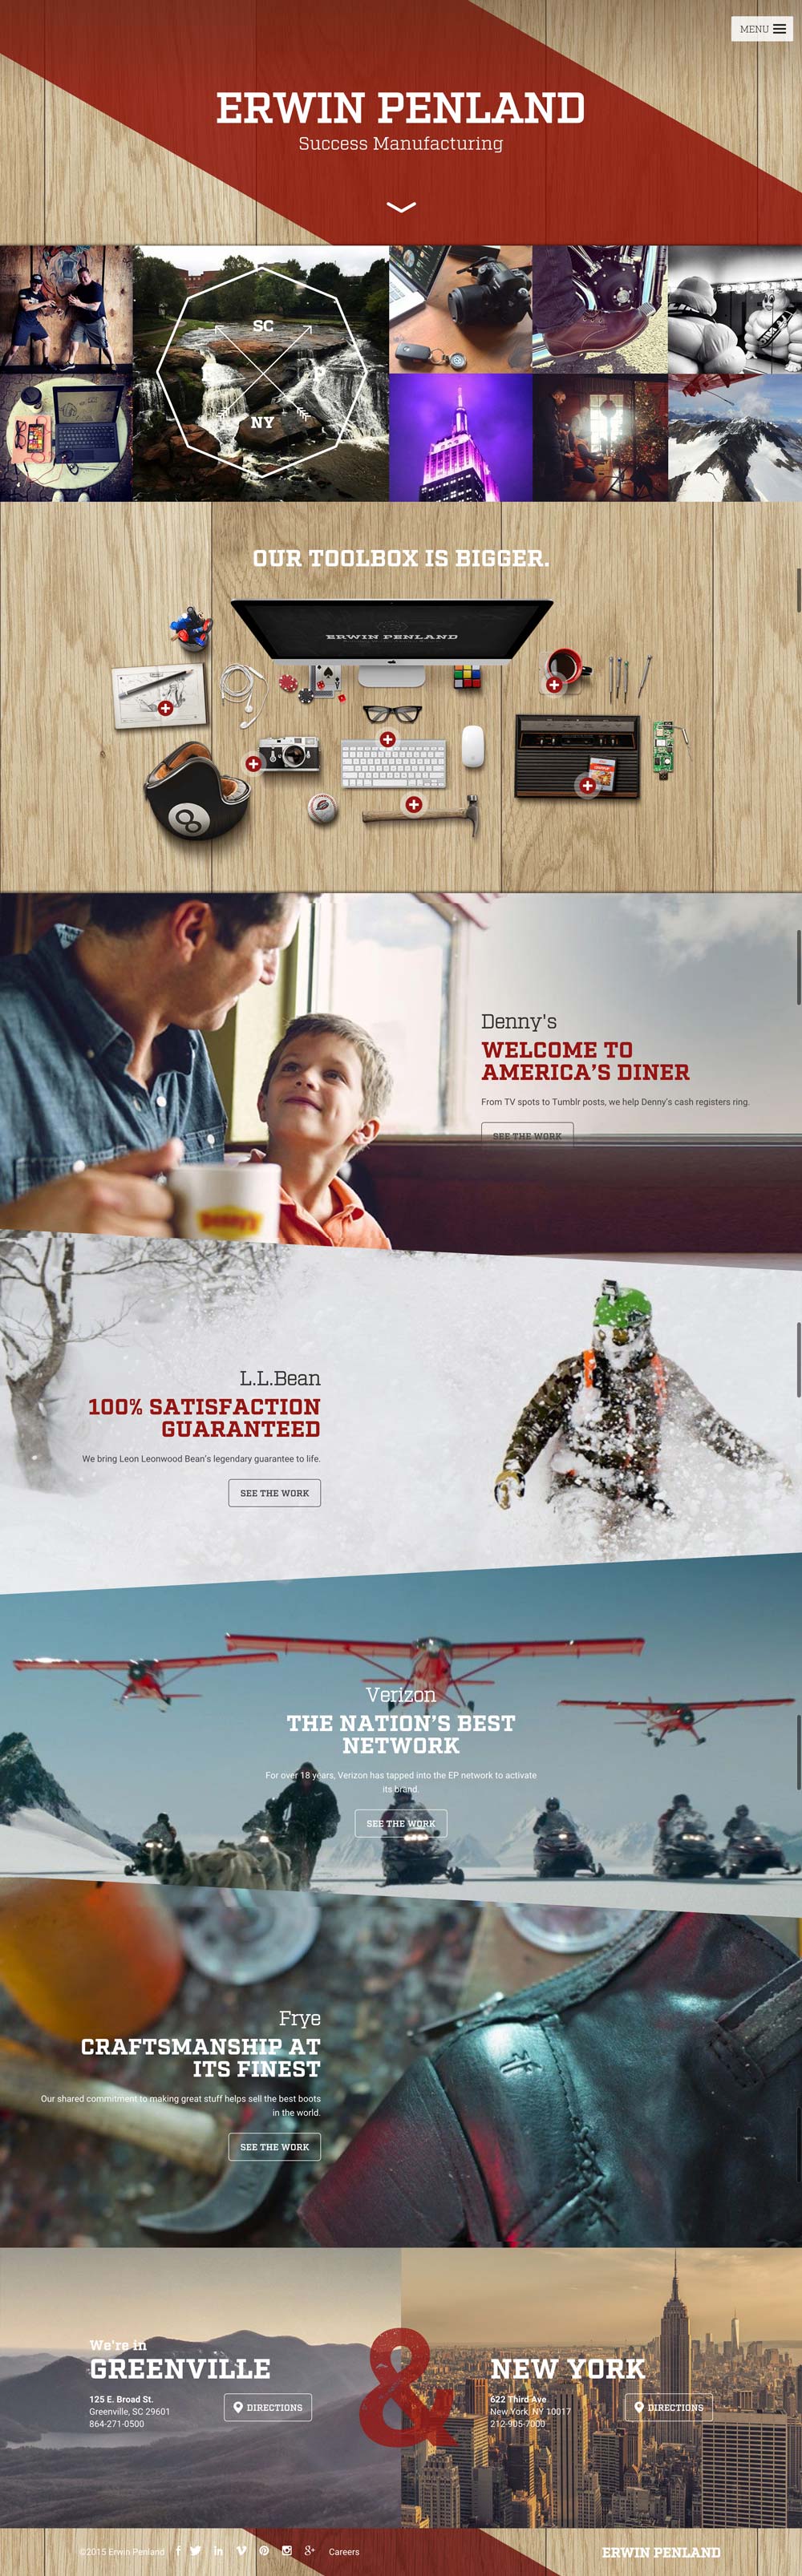 MENU
ERWIN PENLAND
Success Manufacturing
SC
NY
OUR TOOLBOX IS BIGGER.
ERWIN PENLAND
8
Denny's
WELCOME TO
AMERICA'S DINER
From TV spots to Tumblr posts, we help Denny's cash registers ring.
SEE THE WORK
Denny's
L.L.Bean
100% SATISFACTION
GUARANTEED
We bring Leon Leonwood Bean's legendary guarantee to life.
SEE THE WORK
Verizon
THE NATION'S BEST
NETWORK
For over 18 years, Verizon has tapped into the EP network to activate
its brand.
SEE THE WORK
Frye
CRAFTSMANSHIP AT
ITS FINEST
Our shared commitment to making great stuff helps sell the best boots
in the world.
SEE THE WORK
We're in
GREENVILLE
125 E. Broad St.
Greenville, SC 29601
864-271-0500
DIRECTIONS
&
NEW YORK
622 Third Ave
New York, NY 10017
212-905-7000
DIRECTIONS
©2015 Erwin Penland
Careers
ERWIN PENLAND